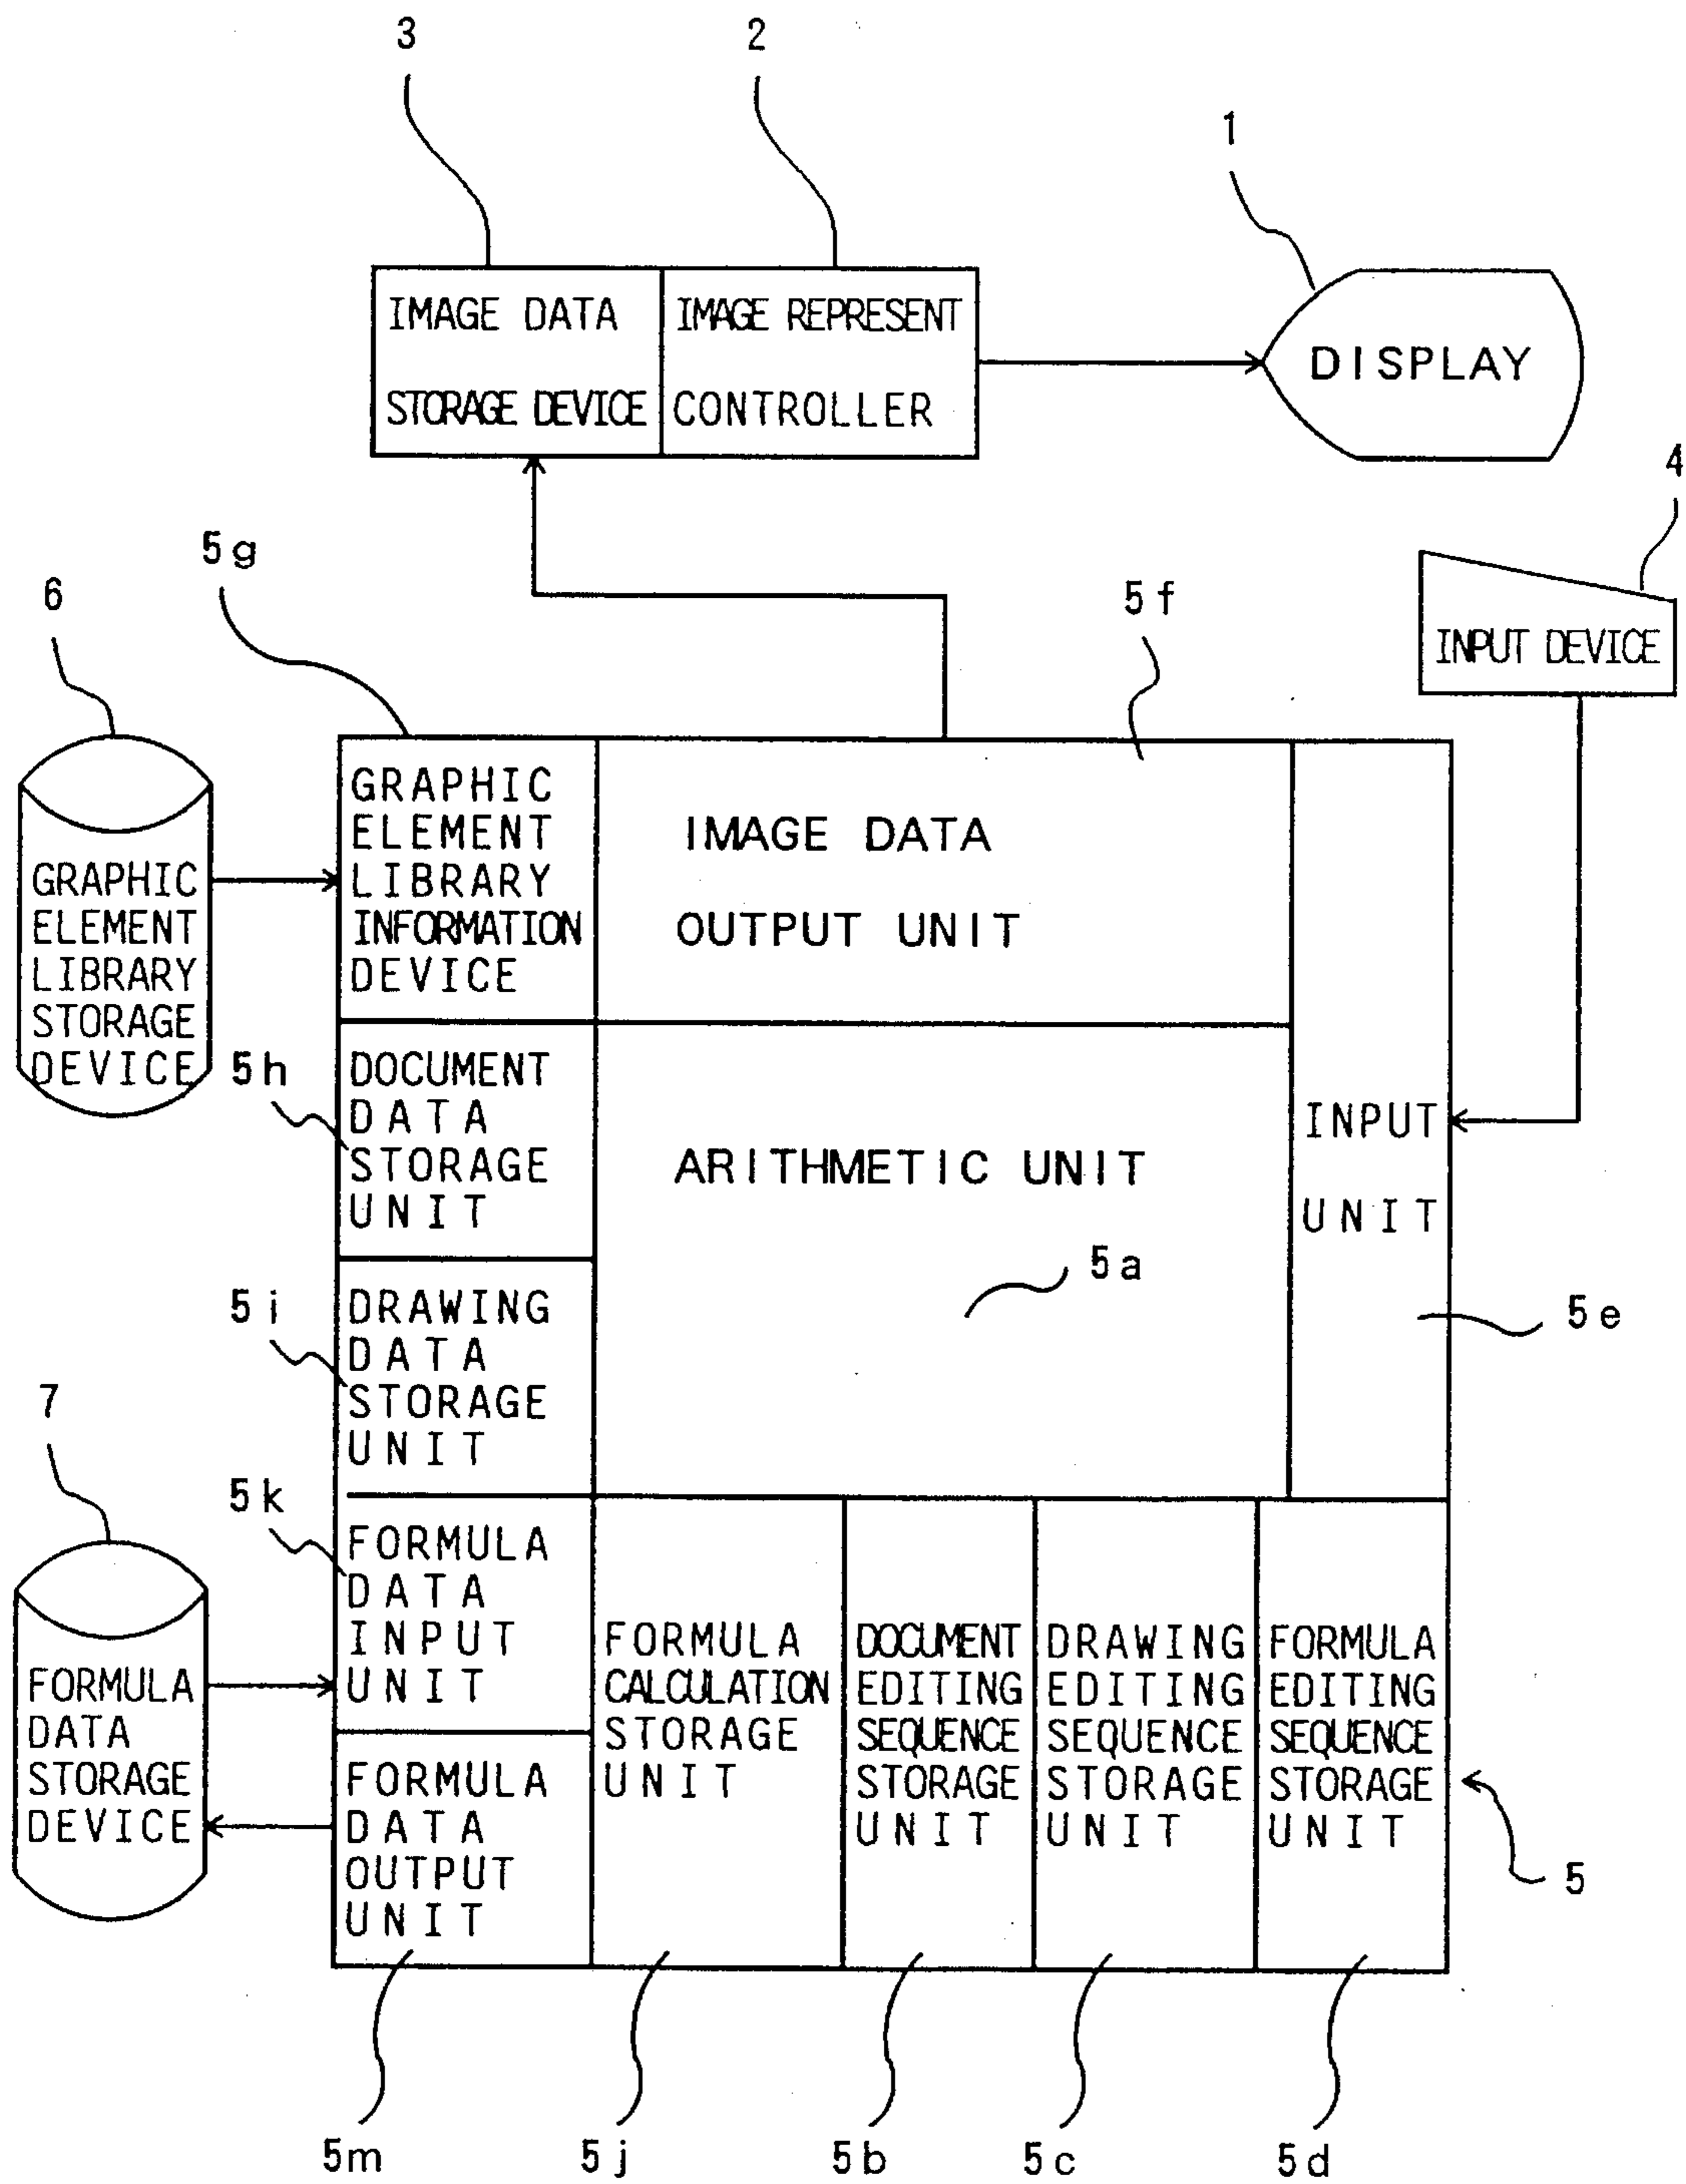 3
2
1
IMAGE DATA
STORAGE DEVICE
IMAGE REPRESENT
CONTROLLER
DISPLAY
4
INPUT DEVICE
5g
6
5f
GRAPHIC
ELEMENT
LIBRARY
STORAGE
DEVICE
GRAPHIC
ELEMENT
LIBRARY
INFORMATION
DEVICE
IMAGE DATA
OUTPUT UNIT
5h
DOCUMENT
DATA
STORAGE
UNIT
ARITHMETIC UNIT
5a
INPUT
UNIT
5e
5i
DRAWING
DATA
STORAGE
UNIT
7
5k
FORMULA
DATA
STORAGE
DEVICE
FORMULA
DATA
INPUT
UNIT
FORMULA
DATA
OUTPUT
UNIT
FORMULA
CALCULATION
STORAGE
UNIT
DOCUMENT
EDITING
SEQUENCE
STORAGE
UNIT
DRAWING
EDITING
SEQUENCE
STORAGE
UNIT
FORMULA
EDITING
SEQUENCE
STORAGE
UNIT
5
5m
5j
5b
5c
5d